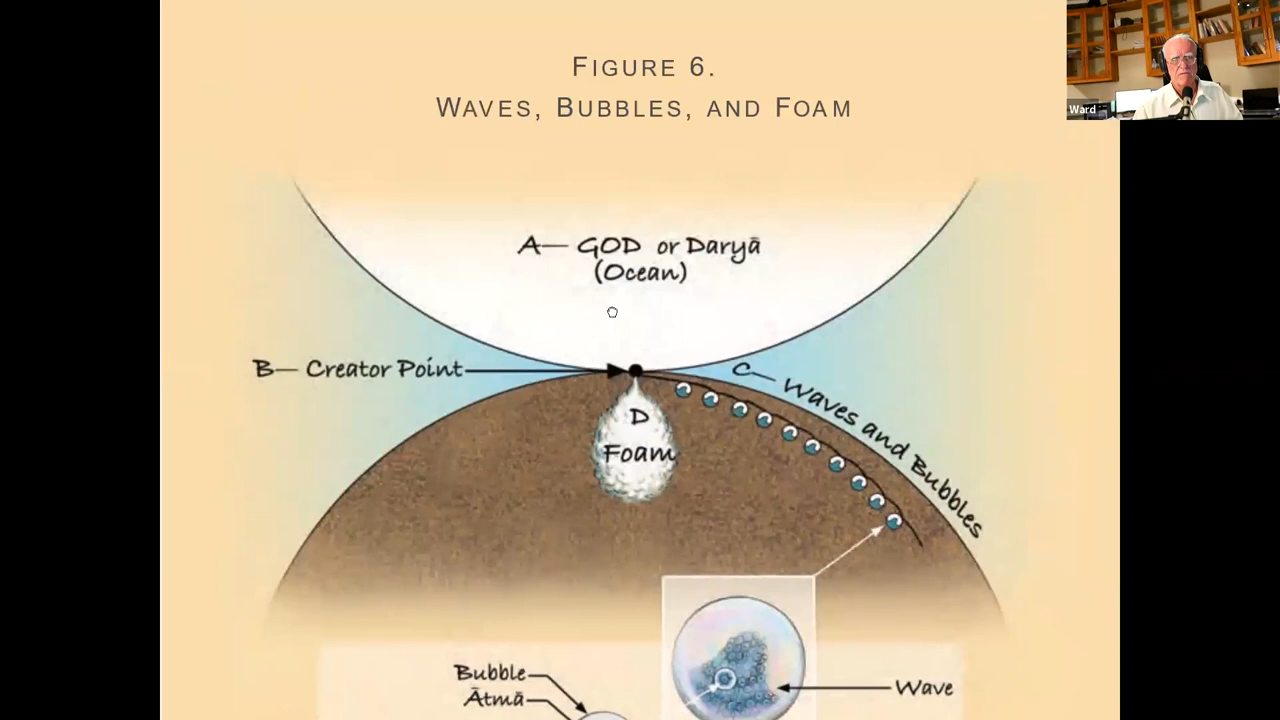 FIGURE 6.
WAVES, BUBBLES, AND FOAM
Ward
A— GOD or Daryā
(Ocean)
B— Creator Point
C— Waves and Bubbles
D
Foam
Bubble
Ātmā
Wave